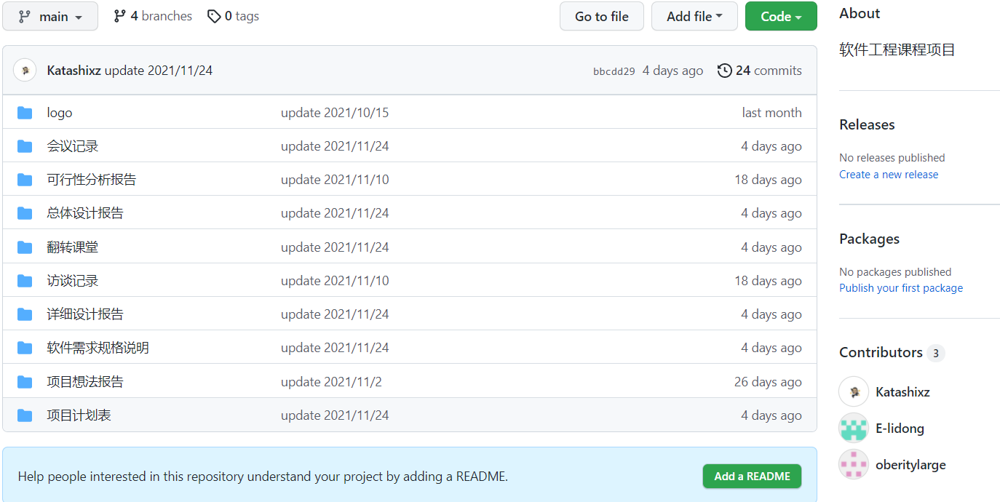 main 4 branches 0 tags Go to file Add file Code
Katashixz update 2021/11/24 bbcdd29 4 days ago 24 commits
logo update 2021/10/15 last month
会议记录 update 2021/11/24 4 days ago
可行性分析报告 update 2021/11/10 18 days ago
总体设计报告 update 2021/11/24 4 days ago
翻转课堂 update 2021/11/24 4 days ago
访谈记录 update 2021/11/10 18 days ago
详细设计报告 update 2021/11/24 4 days ago
软件需求规格说明 update 2021/11/24 4 days ago
项目想法报告 update 2021/11/2 26 days ago
项目计划表 update 2021/11/24 4 days ago
Help people interested in this repository understand your project by adding a README. Add a README
About
软件工程课程项目
Releases
No releases published
Create a new release
Packages
No packages published
Publish your first package
Contributors 3
Katashixz
E-lidong
oberitylarge